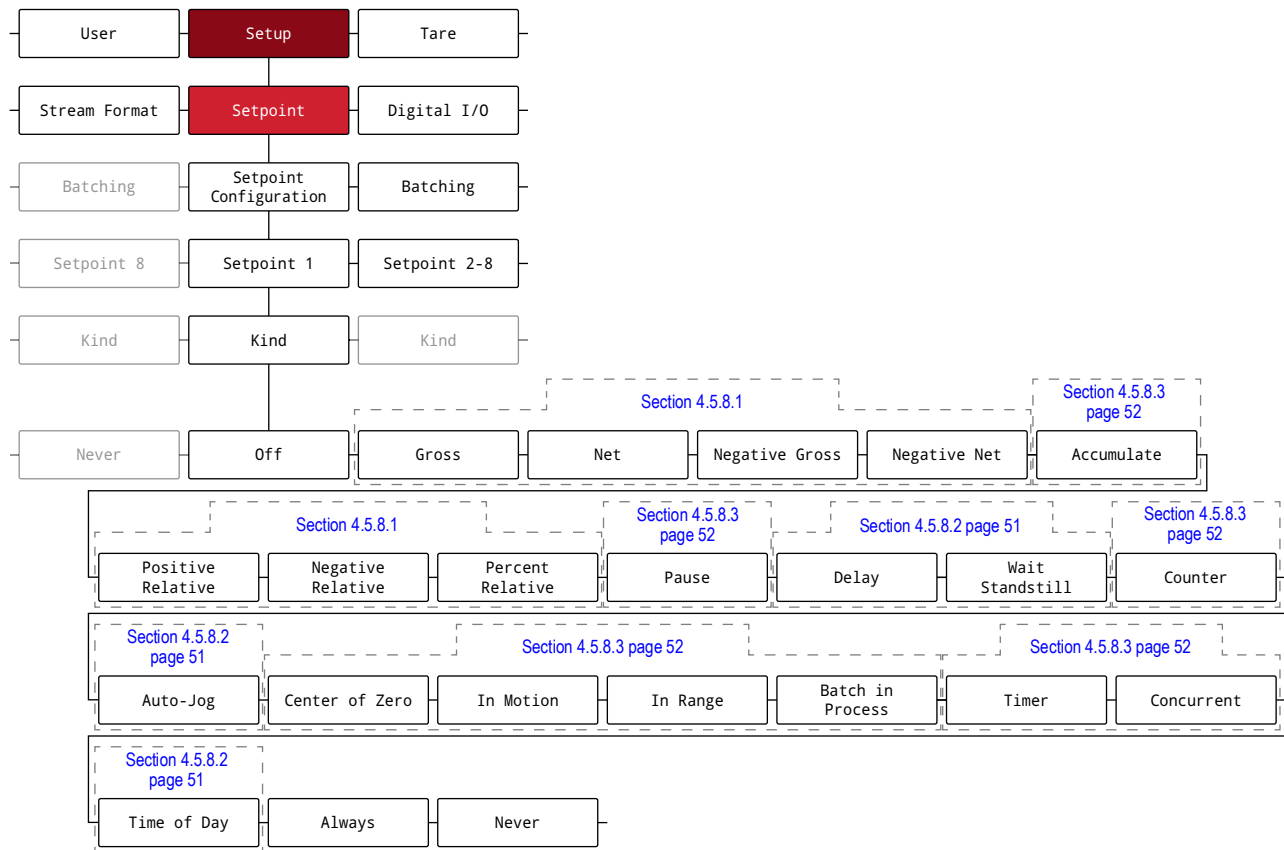 User
Setup
Tare
Stream Format
Setpoint
Digital I/O
Batching
Setpoint
Configuration
Batching
Setpoint 8
Setpoint 1
Setpoint 2-8
Kind
Kind
Kind
Section 4.5.8.1
Section 4.5.8.3
page 52
Never
Off
Gross
Net
Negative Gross
Negative Net
Accumulate
Section 4.5.8.1
Section 4.5.8.3
page 52
Section 4.5.8.2 page 51
Section 4.5.8.3
page 52
Positive
Relative
Negative
Relative
Percent
Relative
Pause
Delay
Wait
Standstill
Counter
Section 4.5.8.2
page 51
Section 4.5.8.3 page 52
Section 4.5.8.3 page 52
Auto-Jog
Center of Zero
In Motion
In Range
Batch in
Process
Timer
Concurrent
Section 4.5.8.2
page 51
Time of Day
Always
Never